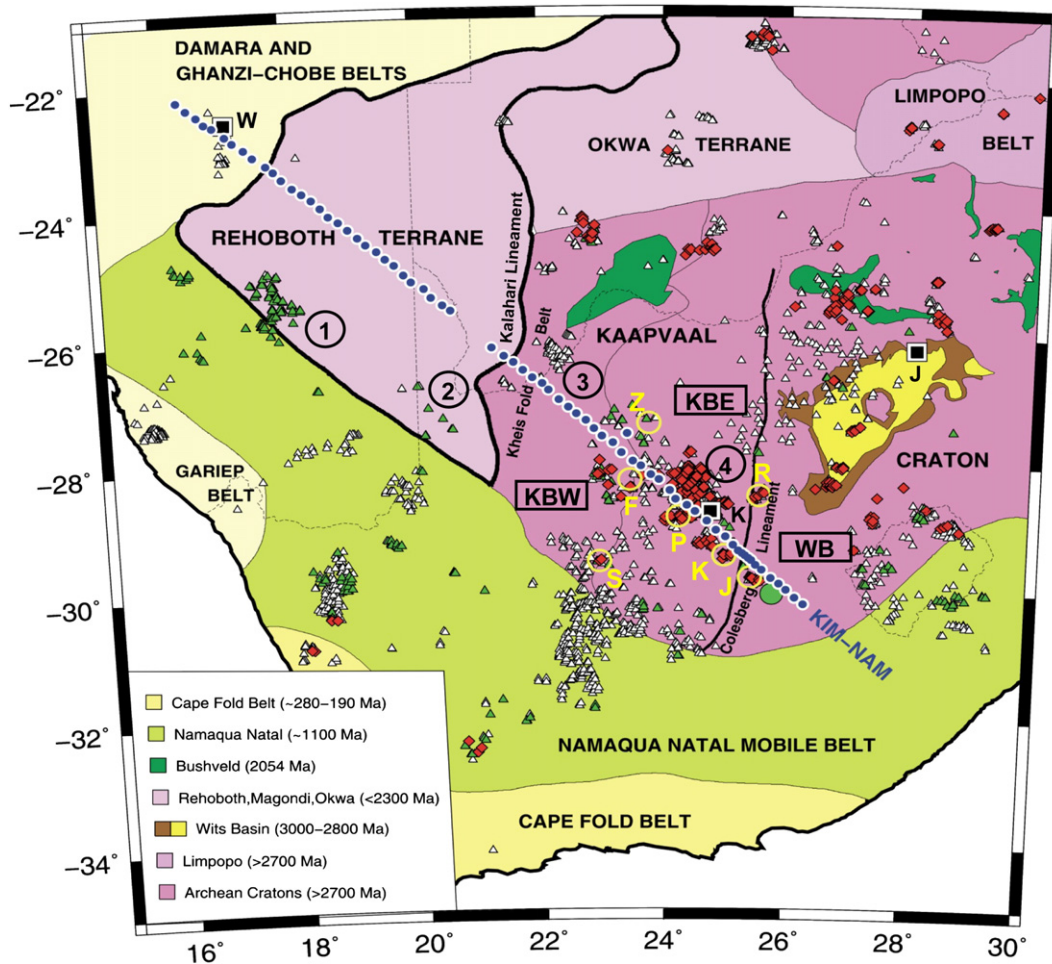 DAMARA AND
GHANZI–CHOBE BELTS
LIMPOPO
BELT
W
OKWA TERRANE
REHOBOTH TERRANE
Kalahari Lineament
1
2
3
4
Kheis Fold Belt
KAAPVAAL
J
KBE
Z
CRATON
GARIEP
BELT
KBW
F
R
K
P
WB
S
K
J
Colesberg Lineament
KIM–NAM
NAMAQUA NATAL MOBILE BELT
CAPE FOLD BELT
Cape Fold Belt (~280–190 Ma)
Namaqua Natal (~1100 Ma)
Bushveld (2054 Ma)
Rehoboth,Magondi,Okwa (<2300 Ma)
Wits Basin (3000–2800 Ma)
Limpopo (>2700 Ma)
Archean Cratons (>2700 Ma)
−22˚
−24˚
−26˚
−28˚
−30˚
−32˚
−34˚
16˚ 18˚ 20˚ 22˚ 24˚ 26˚ 28˚ 30˚